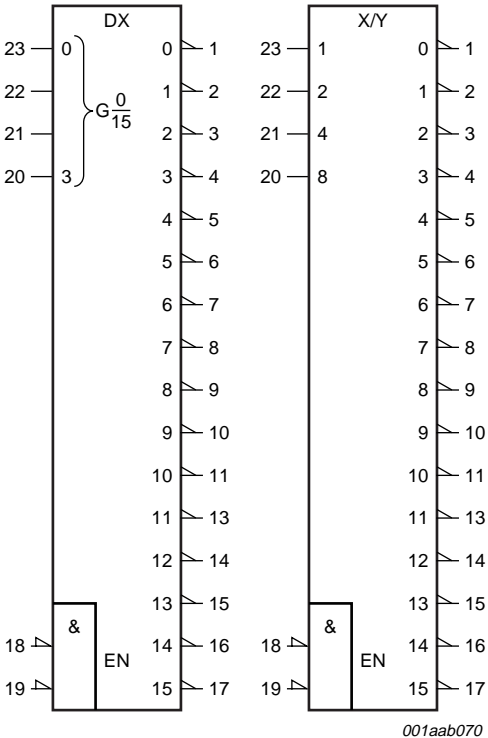 DX X/Y
23 0 0 1 23 1 0 1
22 1 2 22 2 1 2
G 0/15
21 2 3 21 4 2 3
20 3 3 4 20 8 3 4
4 5 4 5
5 6 5 6
6 7 6 7
7 8 7 8
8 9 8 9
9 10 9 10
10 11 10 11
11 13 11 13
12 14 12 14
13 15 13 15
& &
18 14 16 18 14 16
EN EN
19 15 17 19 15 17
001aab070